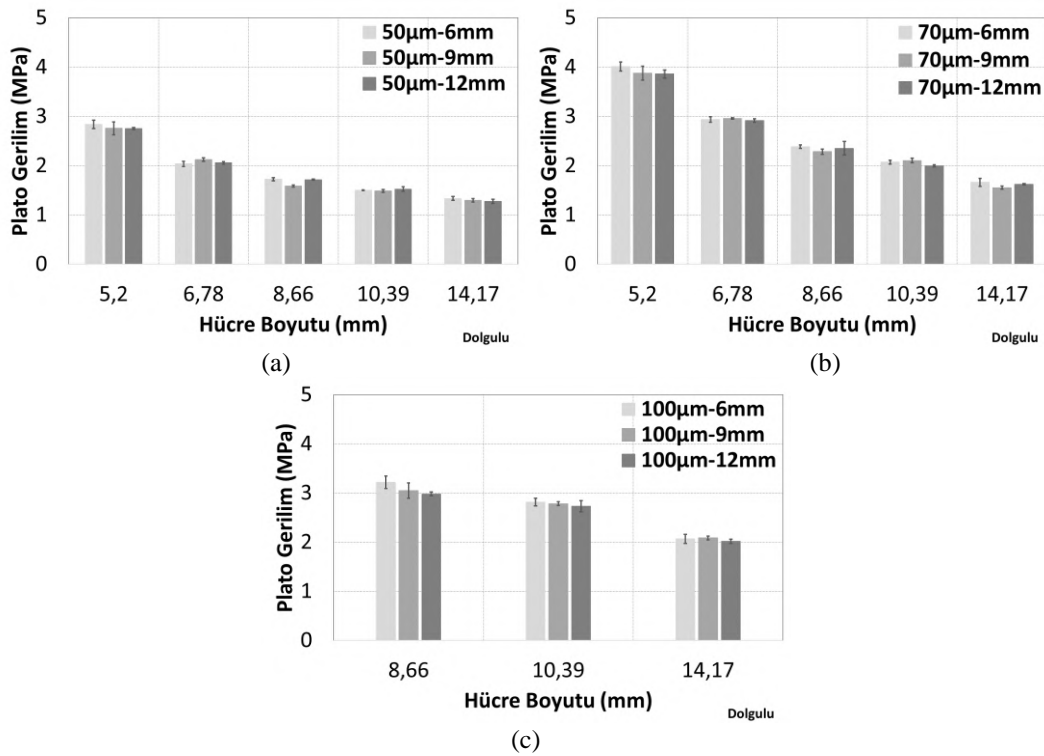 5
4
3
2
1
0
Plato Gerilim (MPa)
50µm-6mm
50µm-9mm
50µm-12mm
5,2 6,78 8,66 10,39 14,17
Hücre Boyutu (mm)
Dolgulu
(a)
5
4
3
2
1
0
Plato Gerilim (MPa)
70µm-6mm
70µm-9mm
70µm-12mm
5,2 6,78 8,66 10,39 14,17
Hücre Boyutu (mm)
Dolgulu
(b)
5
4
3
2
1
0
Plato Gerilim (MPa)
100µm-6mm
100µm-9mm
100µm-12mm
8,66 10,39 14,17
Hücre Boyutu (mm)
Dolgulu
(c)